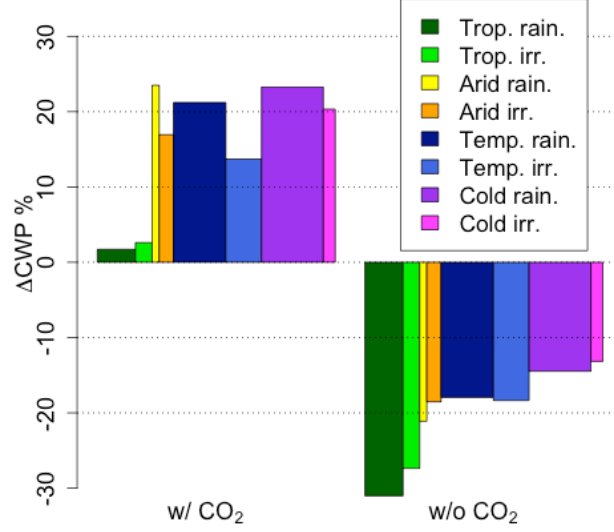 Trop. rain.
Trop. irr.
Arid rain.
Arid irr.
Temp. rain.
Temp. irr.
Cold rain.
Cold irr.
ΔCWP %
30
20
10
0
-10
-20
-30
w/ CO₂
w/o CO₂